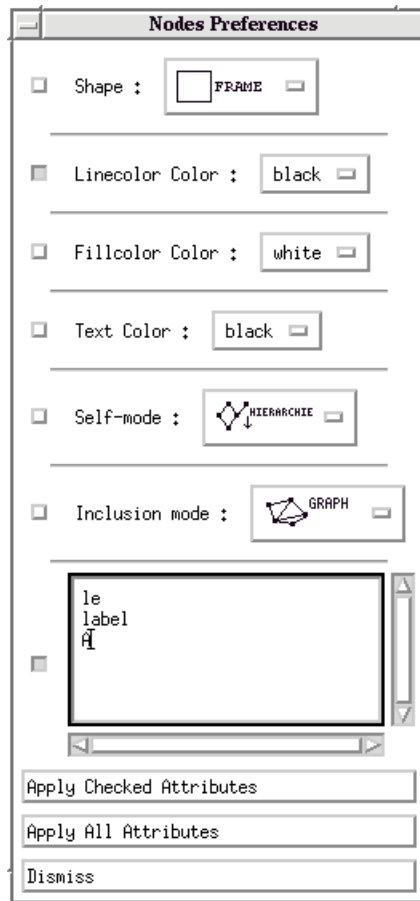 Nodes Preferences
Shape : FRAME
Linecolor Color : black
Fillcolor Color : white
Text Color : black
Self-mode : HIERARCHIE
Inclusion mode : GRAPH
le
label
A
Apply Checked Attributes
Apply All Attributes
Dismiss